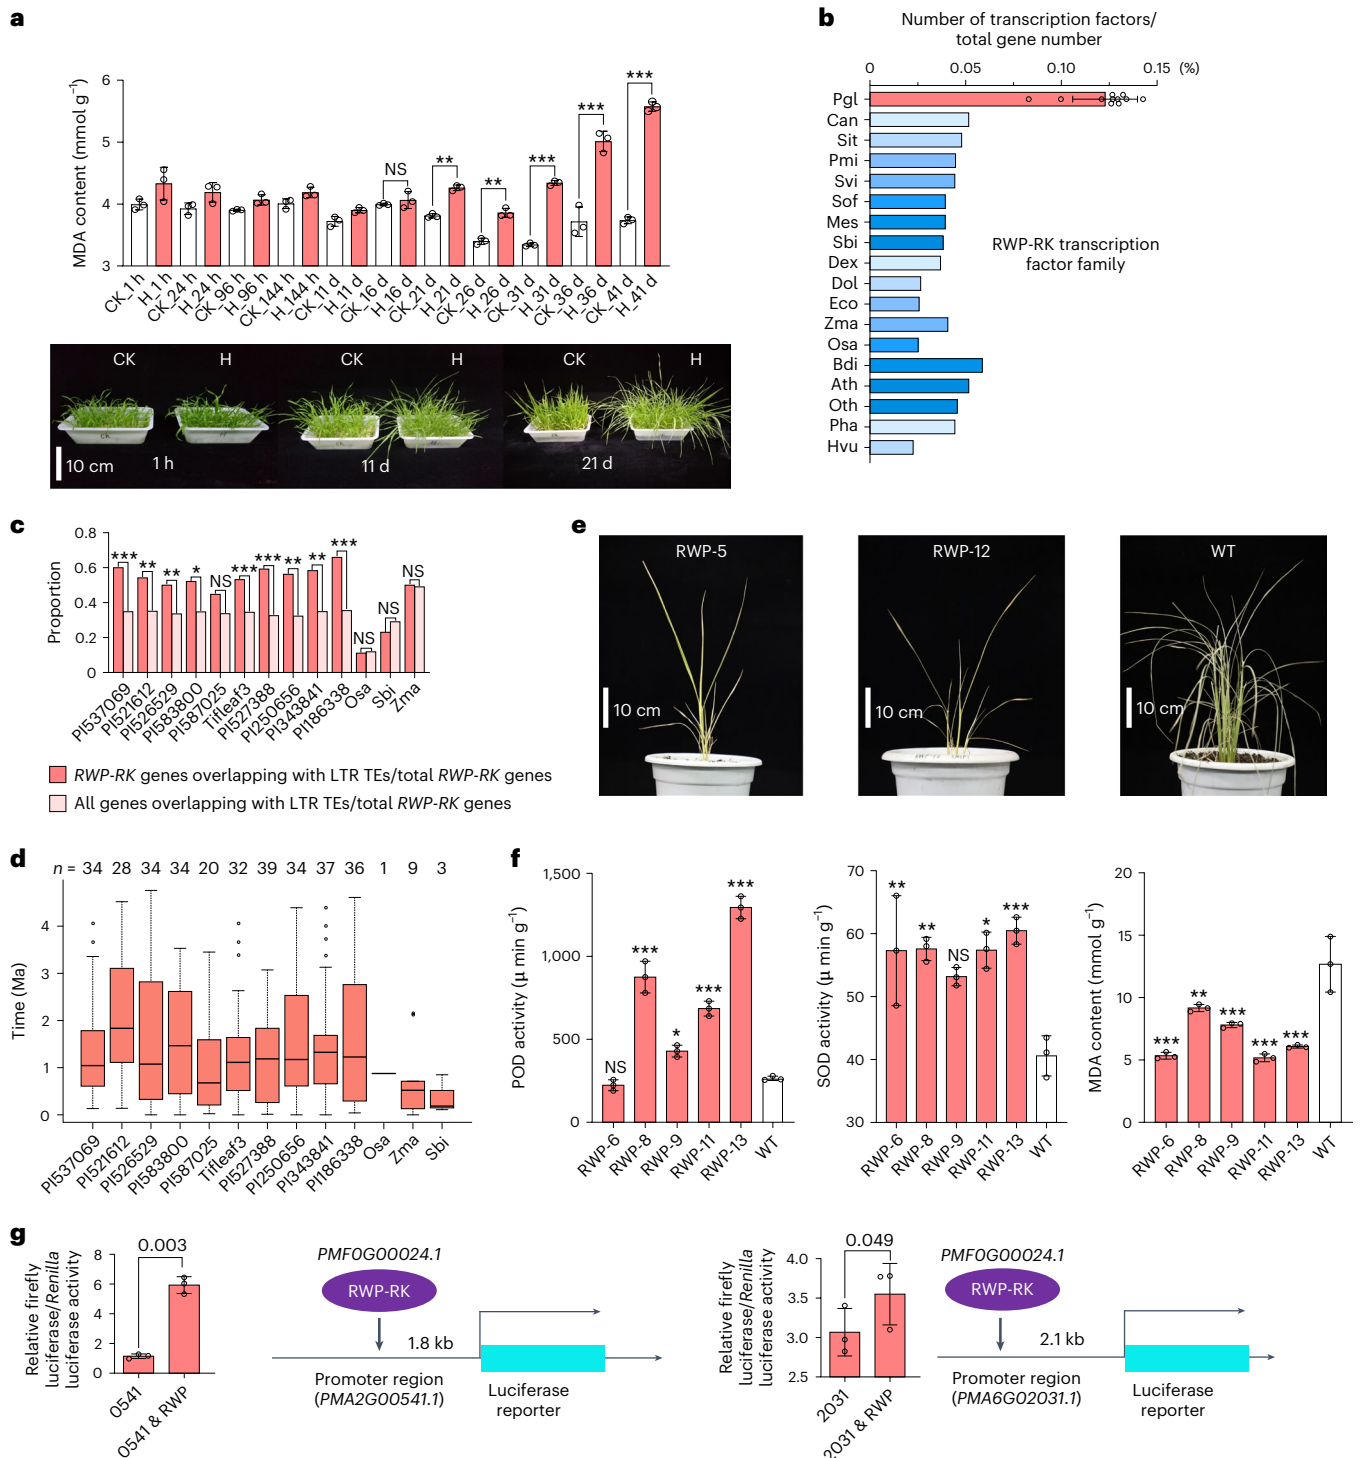 a
MDA content (mmol g−1)
6
5
4
3
NS
**
**
***
***
***
CK_1 h
H_1 h
CK_24 h
H_24 h
CK_96 h
H_96 h
CK_144 h
H_144 h
CK_11 d
H_11 d
CK_16 d
H_16 d
CK_21 d
H_21 d
CK_26 d
H_26 d
CK_31 d
H_31 d
CK_36 d
H_36 d
CK_41 d
H_41 d
CK H CK H CK H
10 cm 1 h 11 d 21 d
b
Number of transcription factors/
total gene number
0 0.05 0.10 0.15 (%)
Pgl
Can
Sit
Pmi
Svi
Sof
Mes
Sbi
Dex
Dol
Eco
Zma
Osa
Bdi
Ath
Oth
Pha
Hvu
RWP-RK transcription
factor family
c
Proportion
0.8
0.6
0.4
0.2
0
*** ** ** * NS *** *** ** ** *** NS NS NS
PI537069
PI521612
PI526529
PI583800
PI587025
Tifleaf3
PI527388
PI250656
PI343841
PI186338
Osa
Sbi
Zma
RWP-RK genes overlapping with LTR TEs/total RWP-RK genes
All genes overlapping with LTR TEs/total RWP-RK genes
e
RWP-5 RWP-12 WT
10 cm 10 cm 10 cm
d
n = 34 28 34 34 20 32 39 34 37 36 1 9 3
Time (Ma)
4
3
2
1
0
PI537069
PI521612
PI526529
PI583800
PI587025
Tifleaf3
PI527388
PI250656
PI343841
PI186338
Osa
Zma
Sbi
f
POD activity (µ min g−1)
1,500
1,000
500
0
NS *** * *** ***
RWP-6
RWP-8
RWP-9
RWP-11
RWP-13
WT
SOD activity (µ min g−1)
70
60
50
40
30
** ** NS * ***
RWP-6
RWP-8
RWP-9
RWP-11
RWP-13
WT
MDA content (mmol g−1)
20
15
10
5
0
*** ** *** *** ***
RWP-6
RWP-8
RWP-9
RWP-11
RWP-13
WT
g
Relative firefly
luciferase/Renilla
luciferase activity
8
6
4
2
0
0.003
0541
0541 & RWP
PMF0G00024.1
RWP-RK
1.8 kb
Promoter region
(PMA2G00541.1)
Luciferase
reporter
Relative firefly
luciferase/Renilla
luciferase activity
4.0
3.5
3.0
2.5
0.049
2031
2031 & RWP
PMF0G00024.1
RWP-RK
2.1 kb
Promoter region
(PMA6G02031.1)
Luciferase
reporter